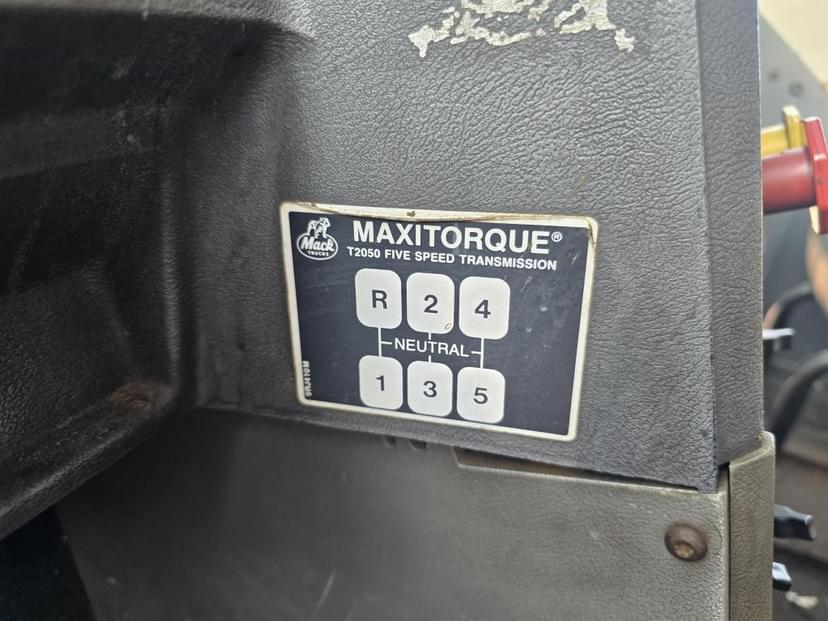 Mack
TRUCKS
MAXITORQUE®
T2050 FIVE SPEED TRANSMISSION
R 2 4
NEUTRAL
1 3 5